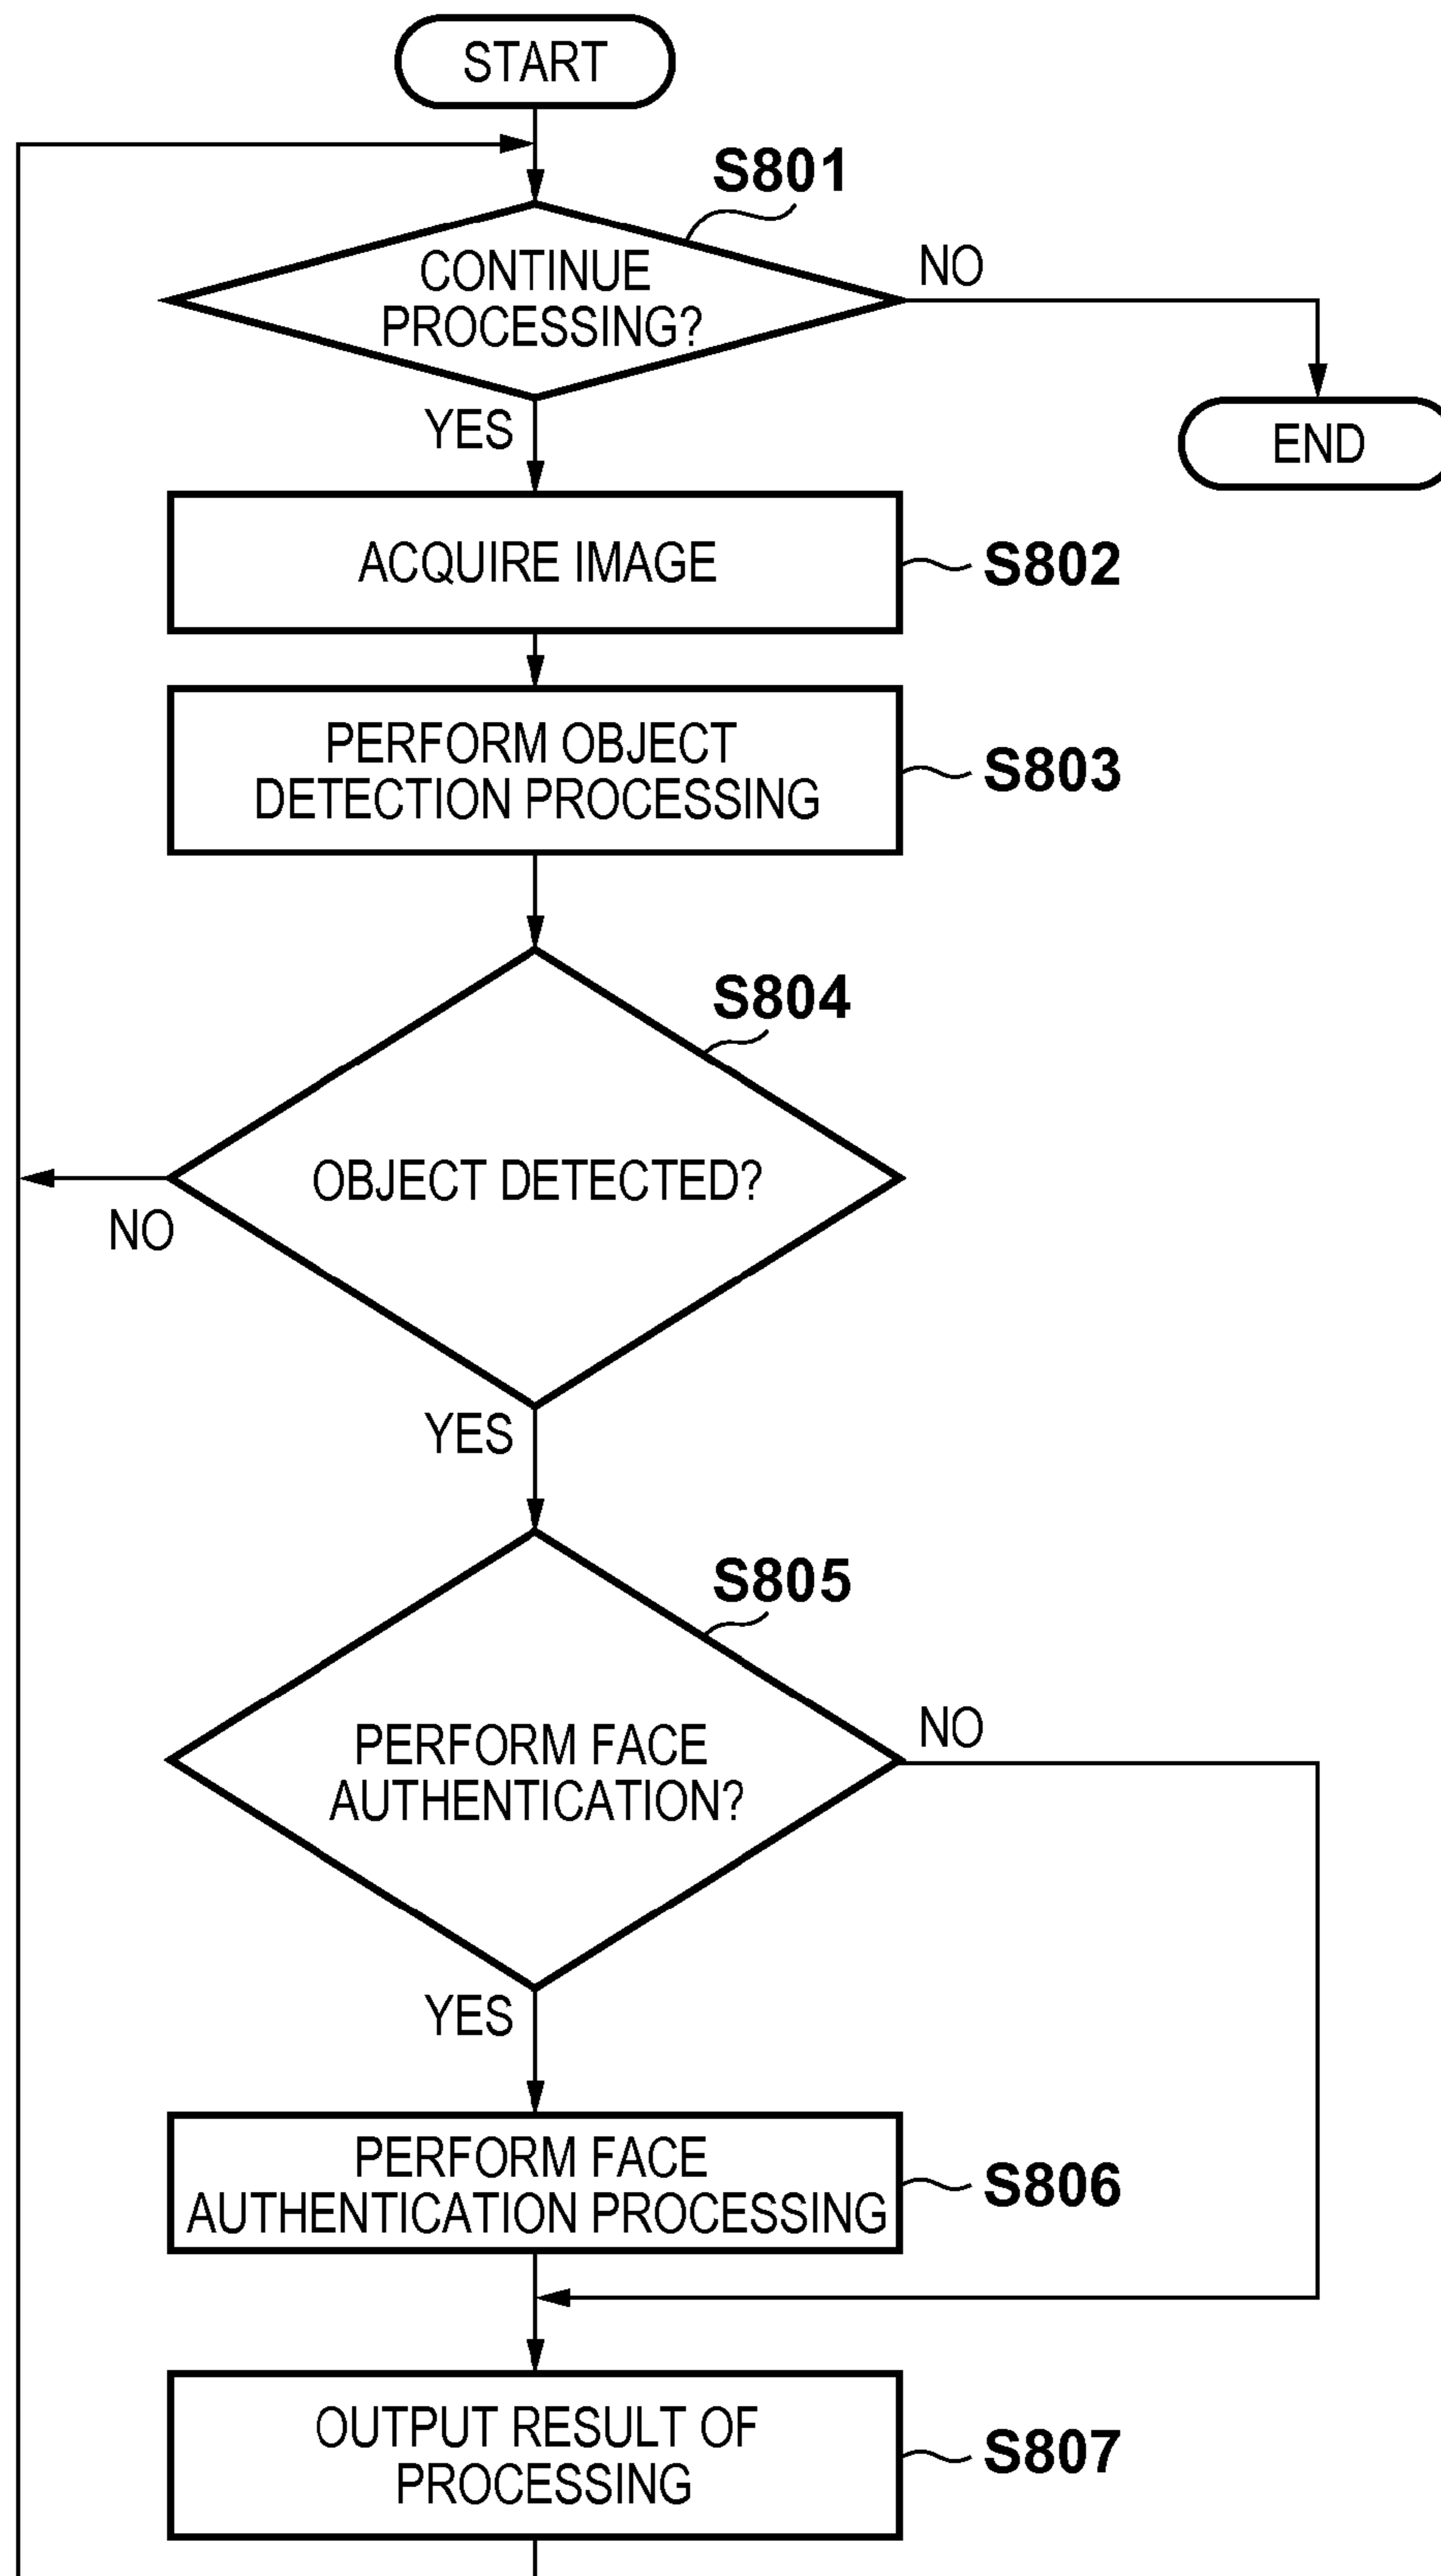 START
S801
CONTINUE
PROCESSING?
NO
YES
END
ACQUIRE IMAGE
S802
PERFORM OBJECT
DETECTION PROCESSING
S803
S804
OBJECT DETECTED?
NO
YES
S805
PERFORM FACE
AUTHENTICATION?
NO
YES
PERFORM FACE
AUTHENTICATION PROCESSING
S806
OUTPUT RESULT OF
PROCESSING
S807